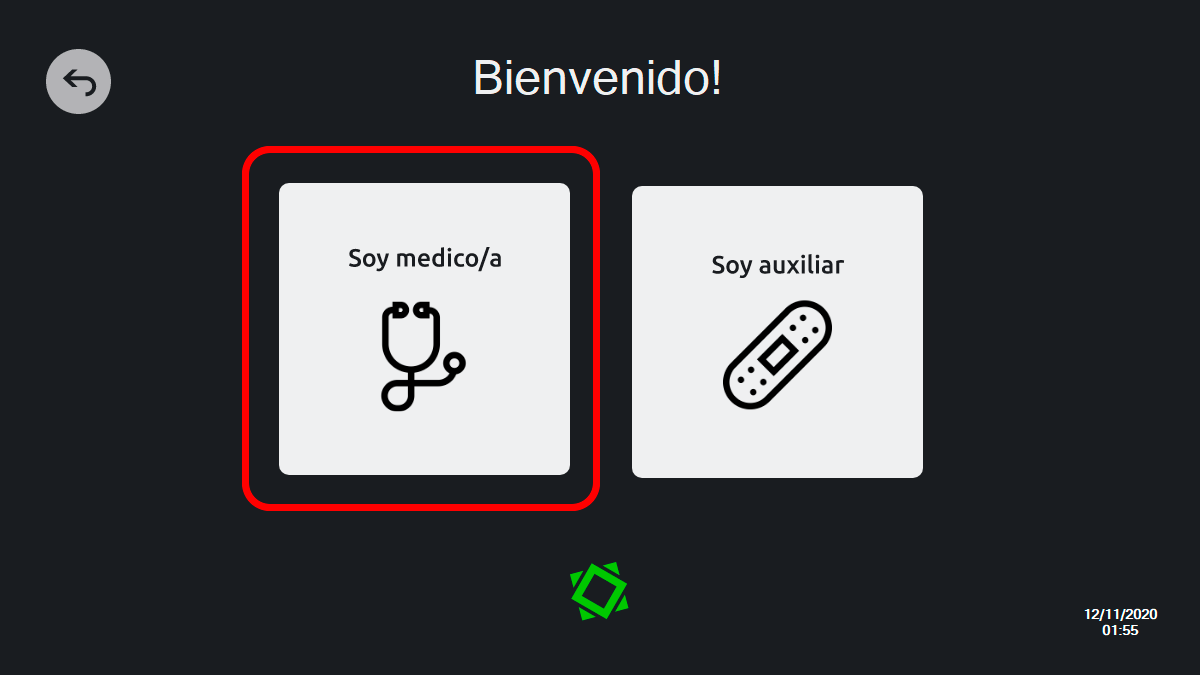 Bienvenido!
Soy medico/a
Soy auxiliar
12/11/2020
01:55